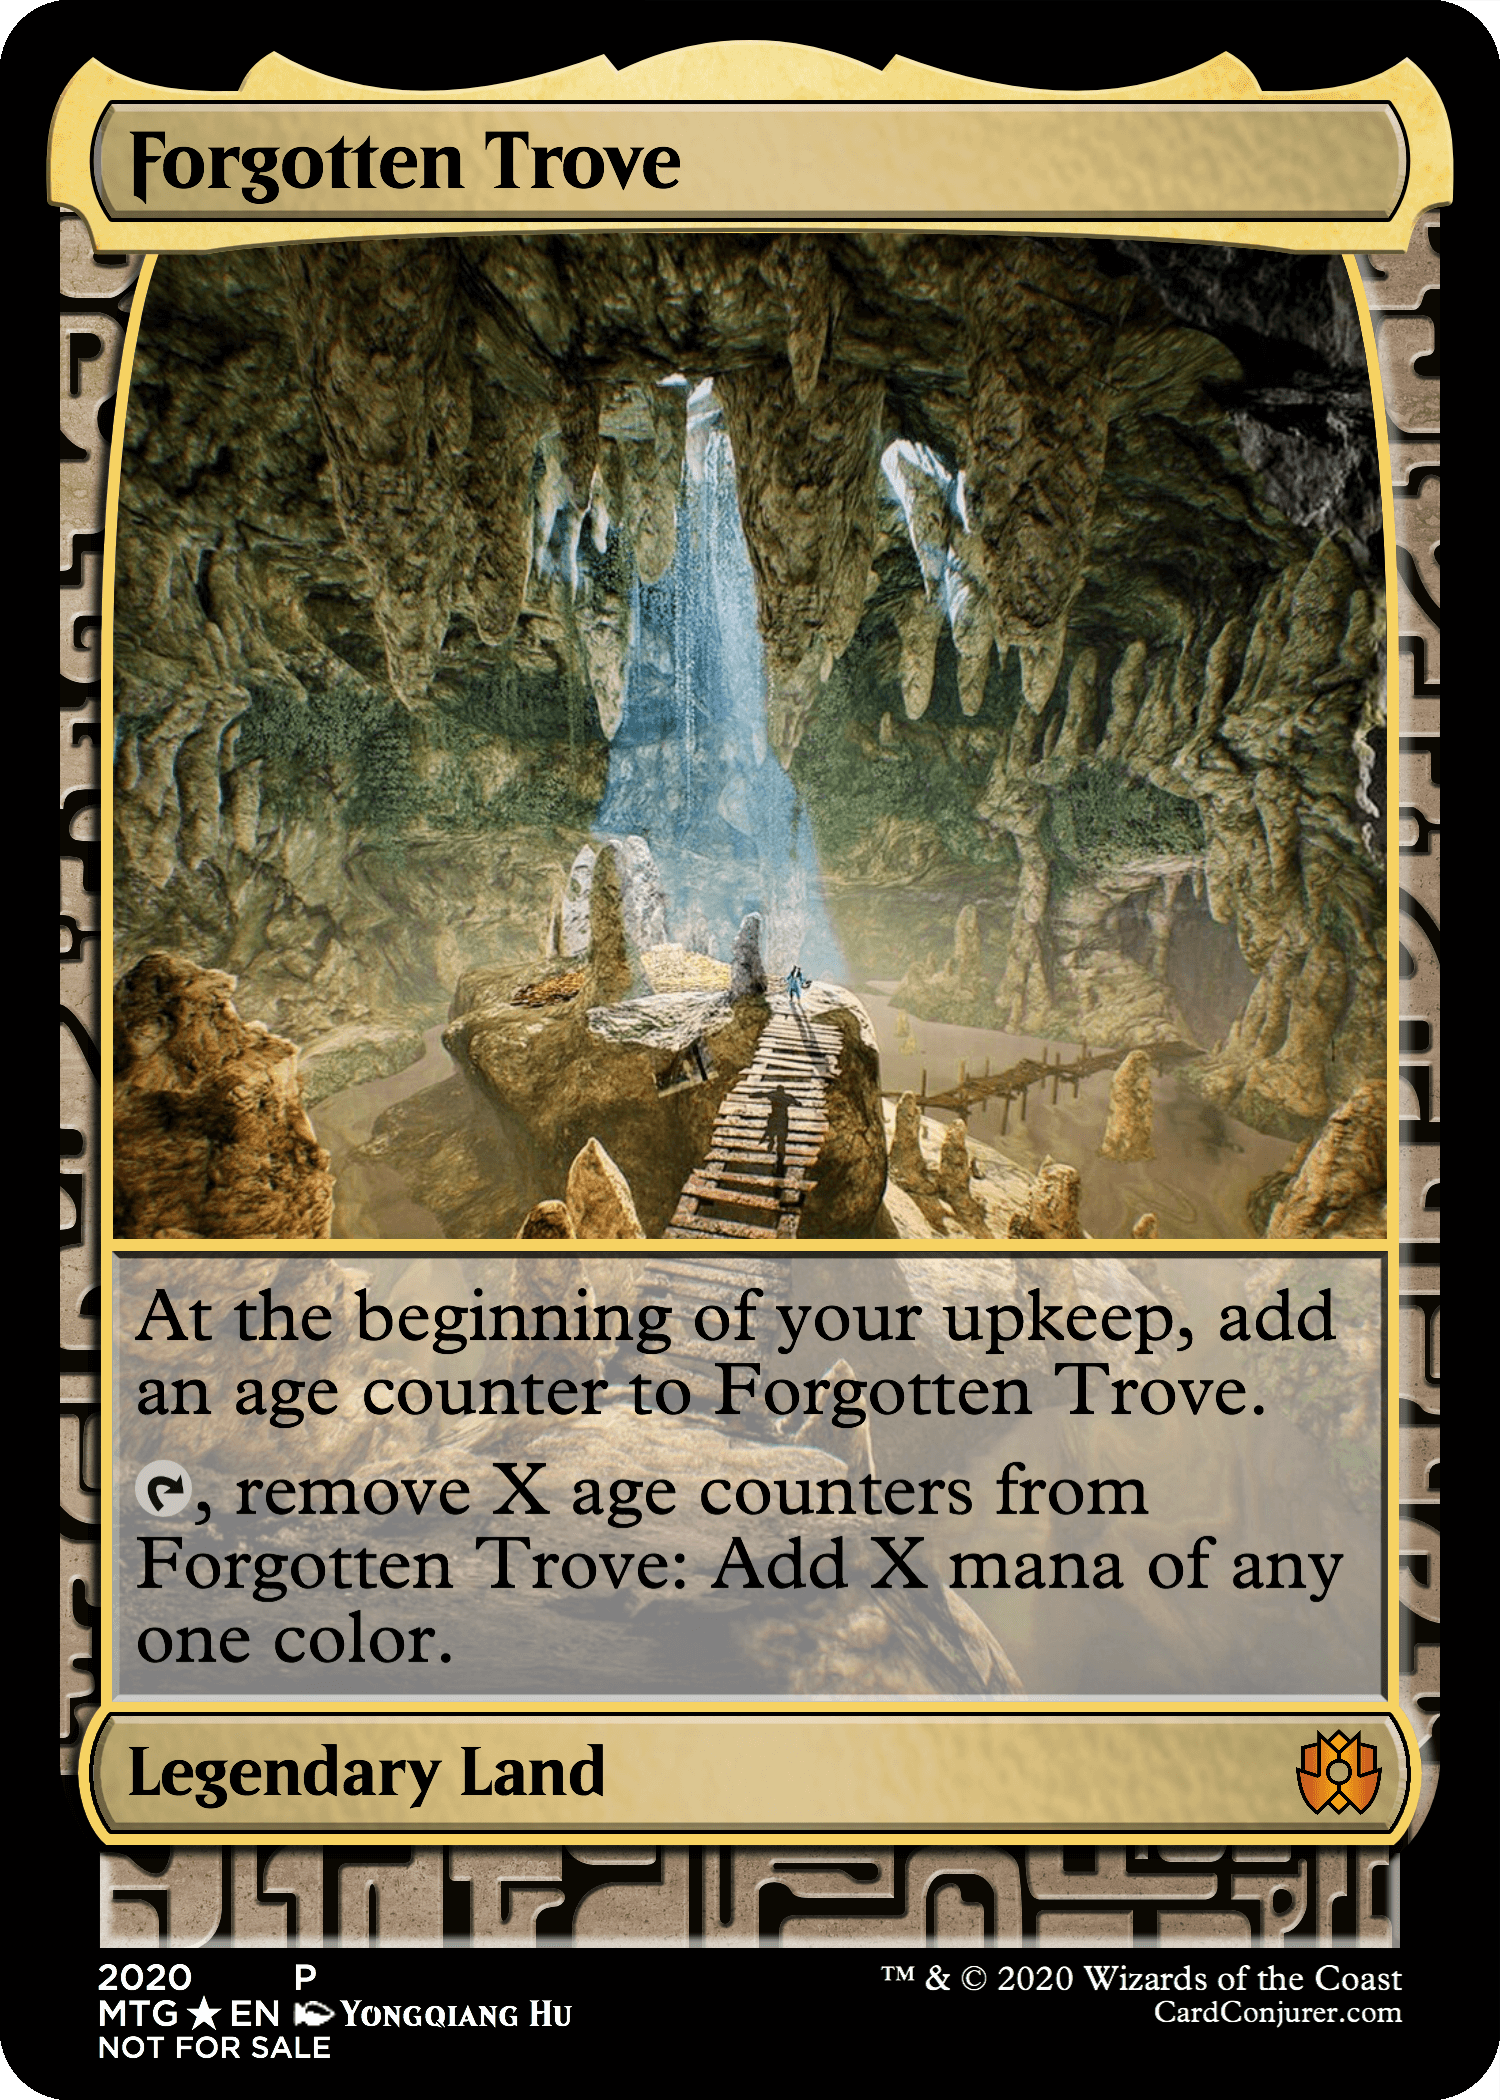 Forgotten Trove
At the beginning of your upkeep, add
an age counter to Forgotten Trove.
, remove X age counters from
Forgotten Trove: Add X mana of any
one color.
Legendary Land
2020 P
MTG★EN Yongqiang Hu
NOT FOR SALE
™ & © 2020 Wizards of the Coast
CardConjurer.com